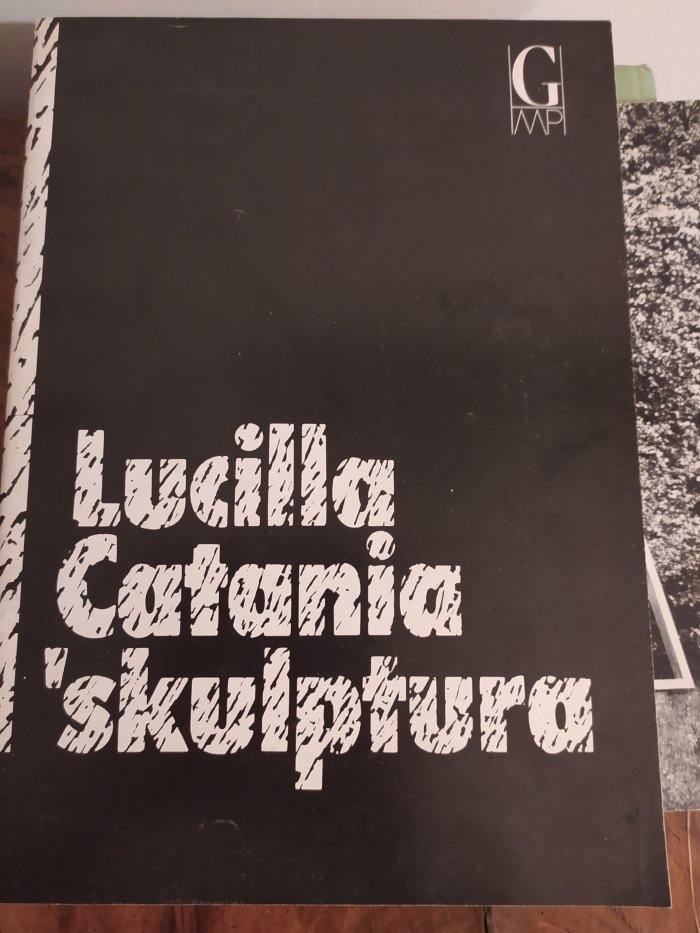 G
MP
Lucilla
Catania
'skulptura